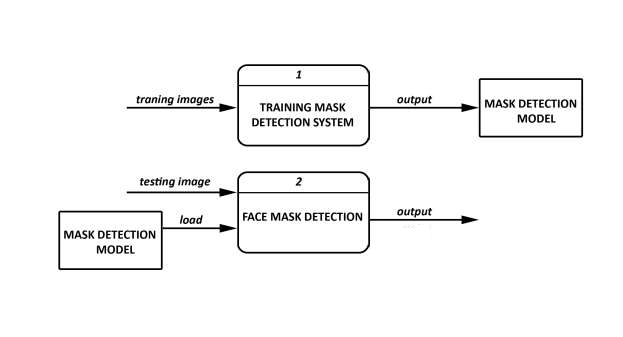 1
traning images
TRAINING MASK
DETECTION SYSTEM
output
MASK DETECTION
MODEL
testing image
2
load
FACE MASK DETECTION
output
MASK DETECTION
MODEL